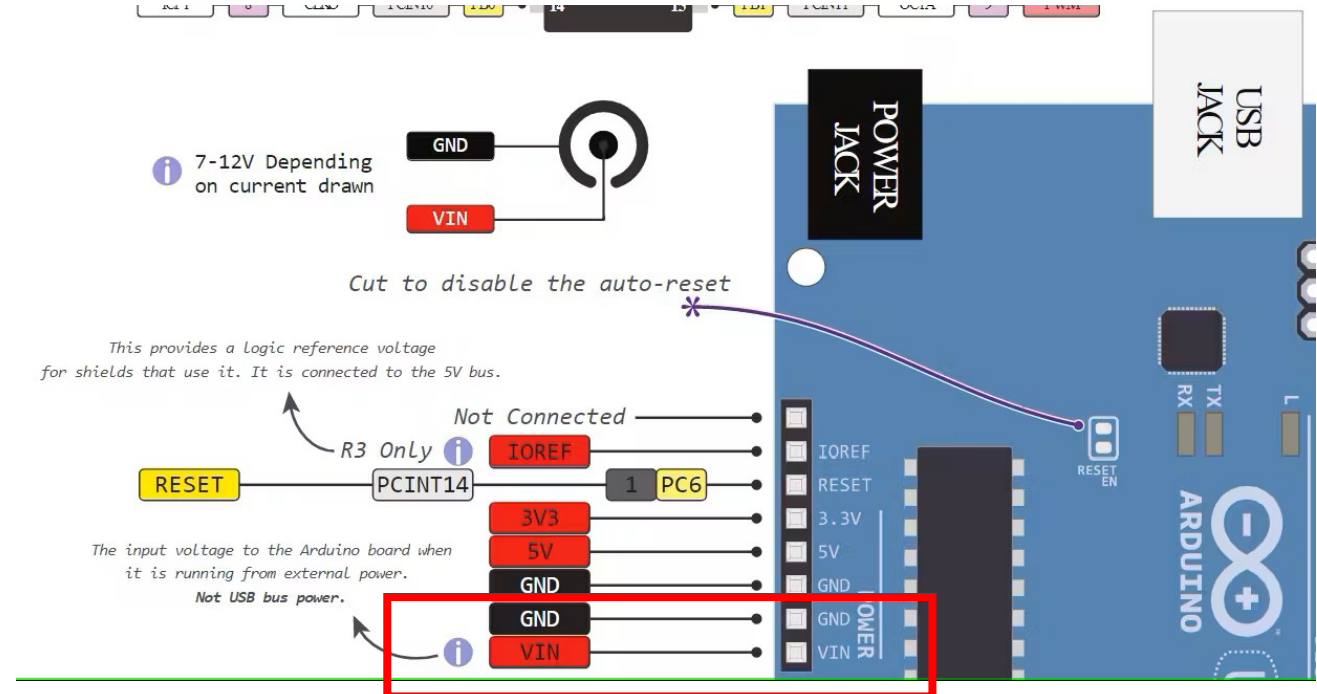 14
13
7-12V Depending
on current drawn
GND
VIN
POWER
JACK
USB
JACK
Cut to disable the auto-reset
This provides a logic reference voltage
for shields that use it. It is connected to the 5V bus.
Not Connected
R3 Only
IOREF
IOREF
RESET
PCINT14
1
PC6
RESET
3V3
3.3V
5V
5V
GND
GND
GND
GND
VIN
VIN
POWER
The input voltage to the Arduino board when
it is running from external power.
Not USB bus power.
RX
TX
L
RESET
EN
ARDUINO